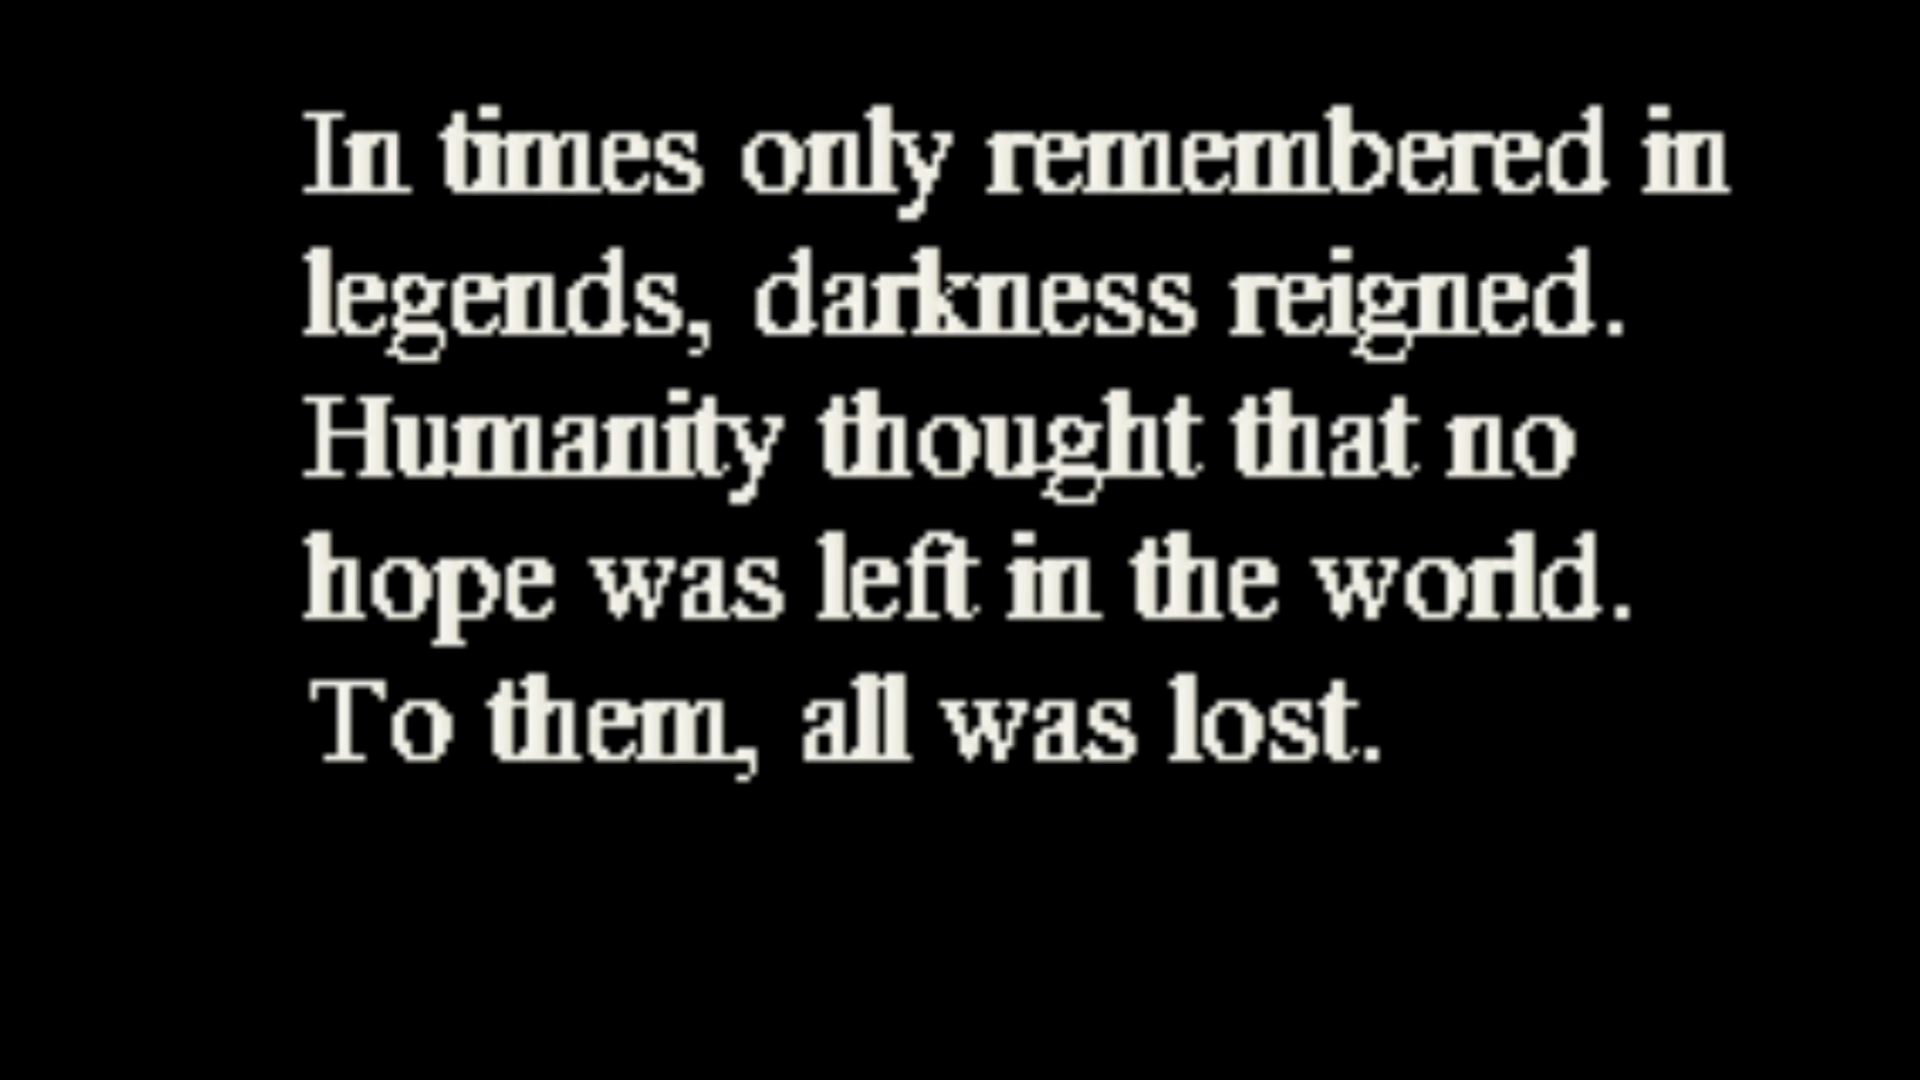 In times only remembered in
legends, darkness reigned.
Humanity thought that no
hope was left in the world.
To them, all was lost.